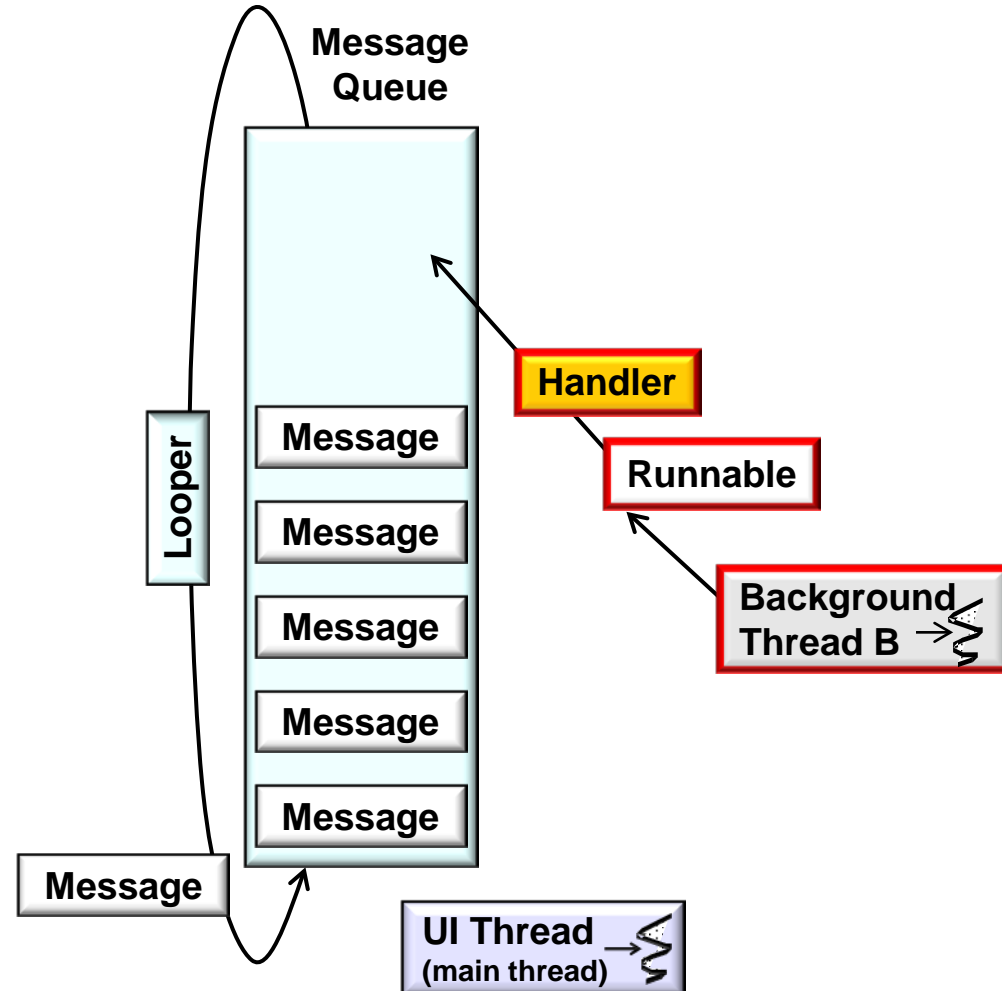 Message
Queue
Handler
Message
Runnable
Looper
Message
Background
Thread B
Message
Message
Message
Message
UI Thread
(main thread)